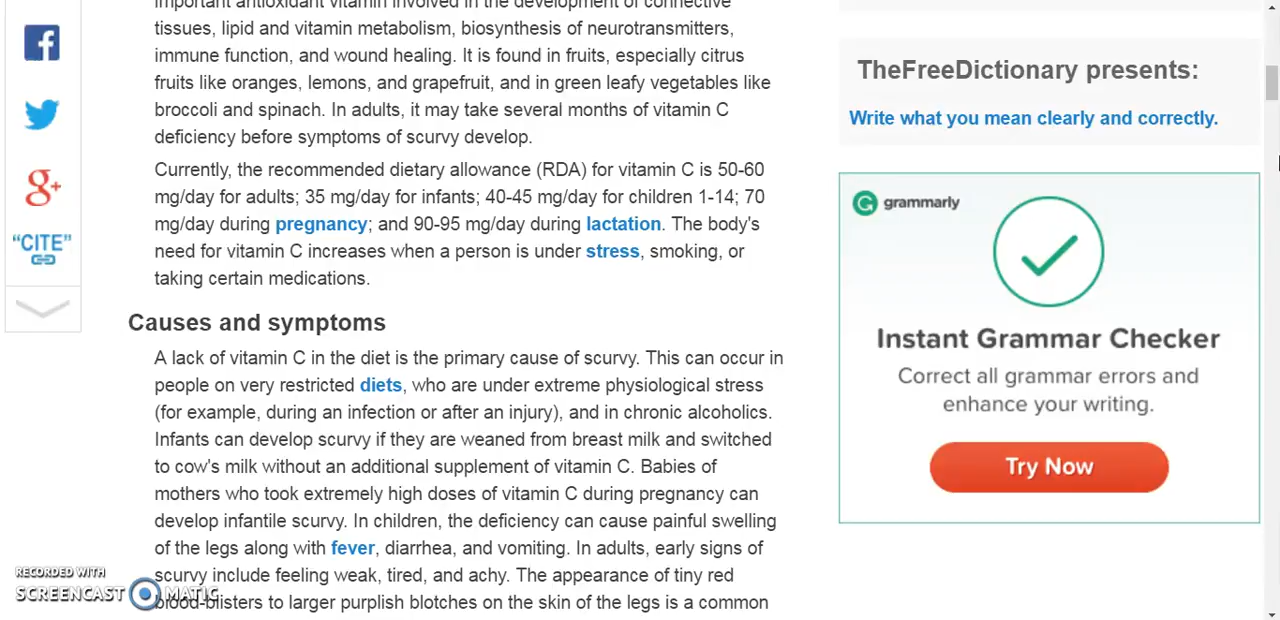 important antioxidant vitamin involved in the development of connective
tissues, lipid and vitamin metabolism, biosynthesis of neurotransmitters,
immune function, and wound healing. It is found in fruits, especially citrus
fruits like oranges, lemons, and grapefruit, and in green leafy vegetables like
broccoli and spinach. In adults, it may take several months of vitamin C
deficiency before symptoms of scurvy develop.
Currently, the recommended dietary allowance (RDA) for vitamin C is 50-60
mg/day for adults; 35 mg/day for infants; 40-45 mg/day for children 1-14; 70
mg/day during pregnancy; and 90-95 mg/day during lactation. The body's
need for vitamin C increases when a person is under stress, smoking, or
taking certain medications.
Causes and symptoms
A lack of vitamin C in the diet is the primary cause of scurvy. This can occur in
people on very restricted diets, who are under extreme physiological stress
(for example, during an infection or after an injury), and in chronic alcoholics.
Infants can develop scurvy if they are weaned from breast milk and switched
to cow's milk without an additional supplement of vitamin C. Babies of
mothers who took extremely high doses of vitamin C during pregnancy can
develop infantile scurvy. In children, the deficiency can cause painful swelling
of the legs along with fever, diarrhea, and vomiting. In adults, early signs of
scurvy include feeling weak, tired, and achy. The appearance of tiny red
blood-blisters to larger purplish blotches on the skin of the legs is a common
f
g+
“CITE”
TheFreeDictionary presents:
Write what you mean clearly and correctly.
G grammarly
Instant Grammar Checker
Correct all grammar errors and
enhance your writing.
Try Now
RECORDED WITH
SCREENCAST MATIC